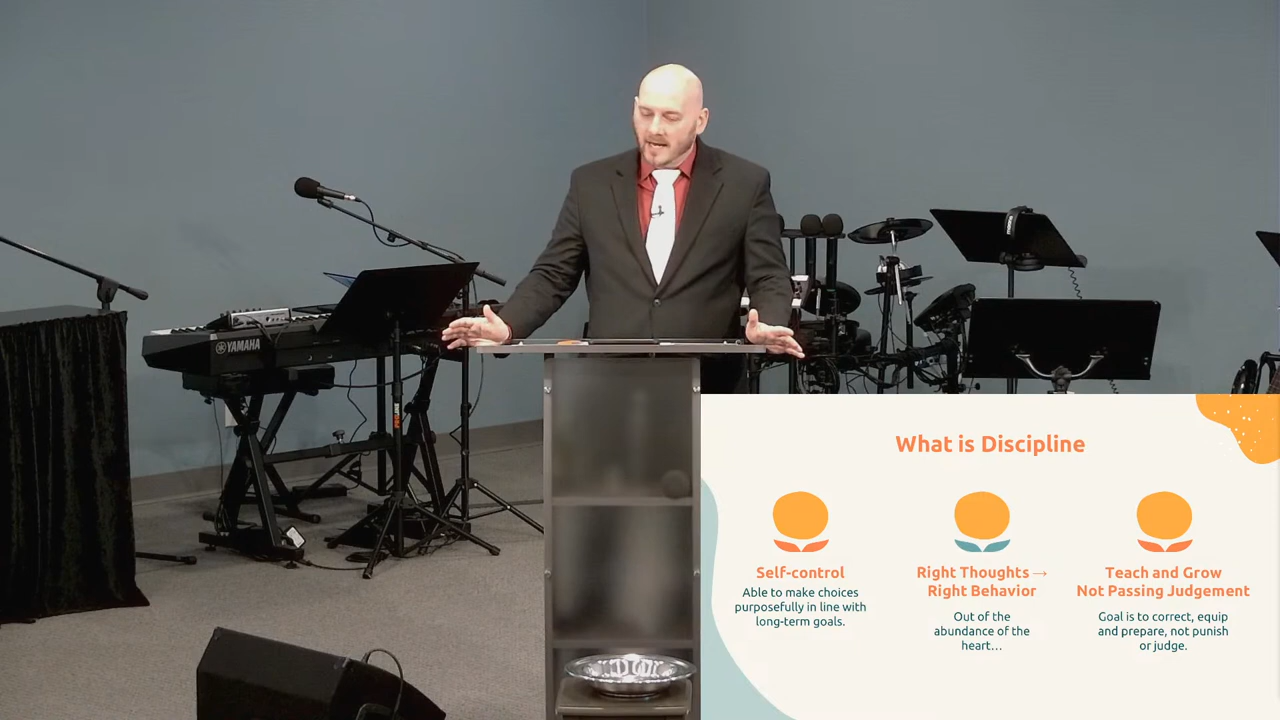 YAMAHA
What is Discipline
Self-control
Able to make choices
purposefully in line with
long-term goals.
Right Thoughts →
Right Behavior
Out of the
abundance of the
heart...
Teach and Grow
Not Passing Judgement
Goal is to correct, equip
and prepare, not punish
or judge.